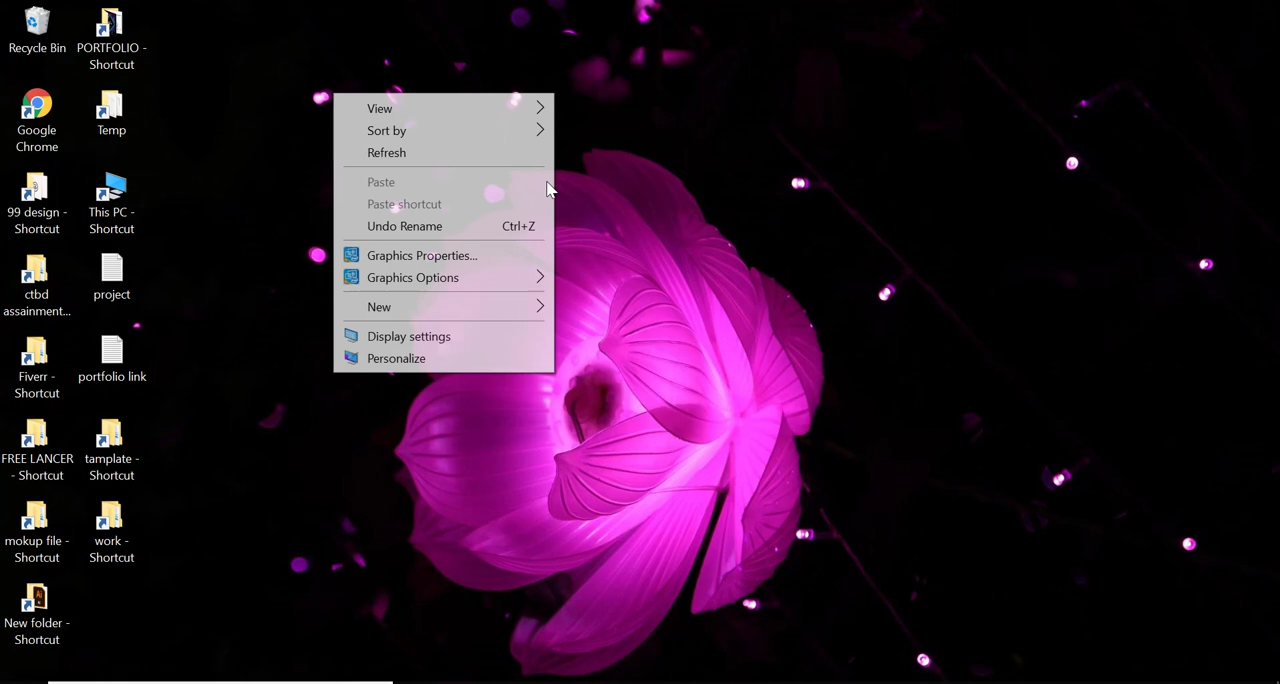 Recycle Bin
PORTFOLIO -
Shortcut
Google
Chrome
Temp
99 design -
Shortcut
This PC -
Shortcut
ctbd
assainment...
project
Fiverr -
Shortcut
portfolio link
FREE LANCER
- Shortcut
tamplate -
Shortcut
mokup file -
Shortcut
work -
Shortcut
Ai
New folder -
Shortcut
View
Sort by
Refresh
Paste
Paste shortcut
Undo Rename Ctrl+Z
Graphics Properties...
Graphics Options
New
Display settings
Personalize